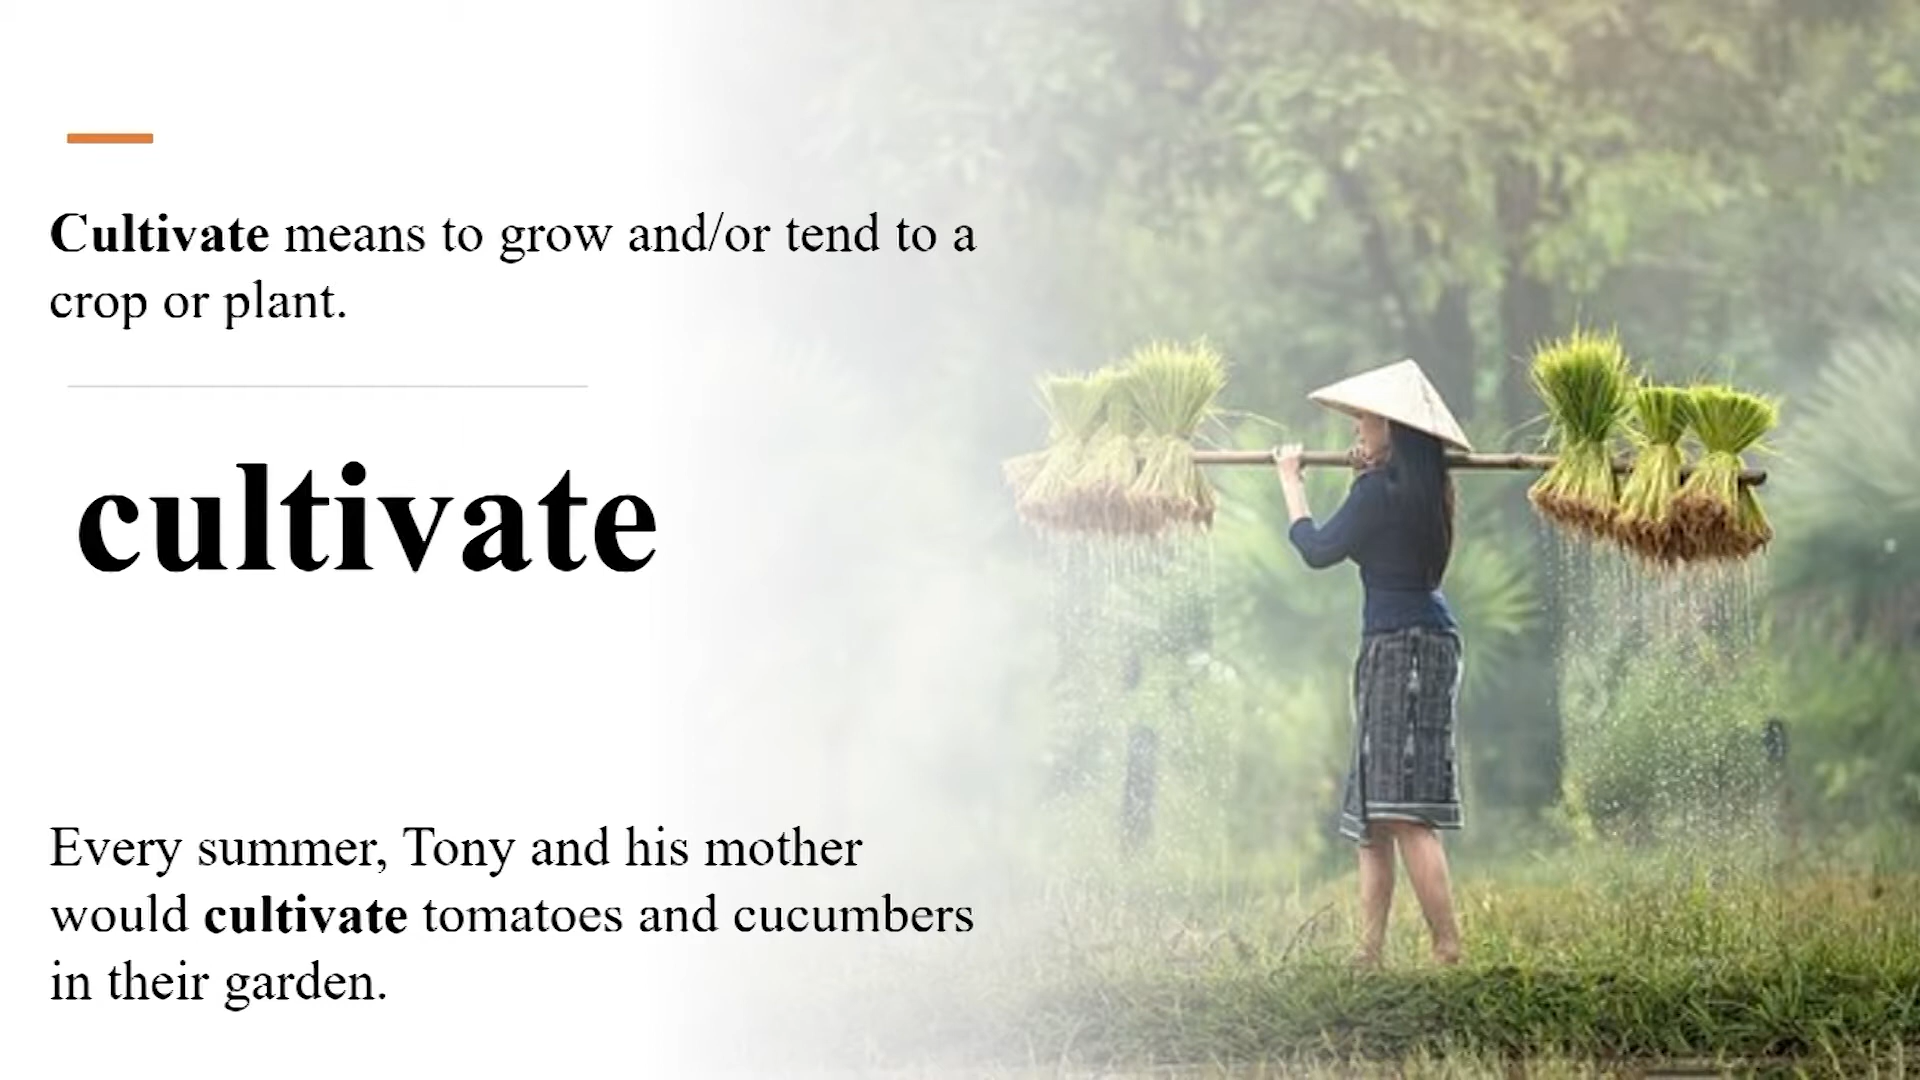 Cultivate means to grow and/or tend to a
crop or plant.
cultivate
Every summer, Tony and his mother
would cultivate tomatoes and cucumbers
in their garden.